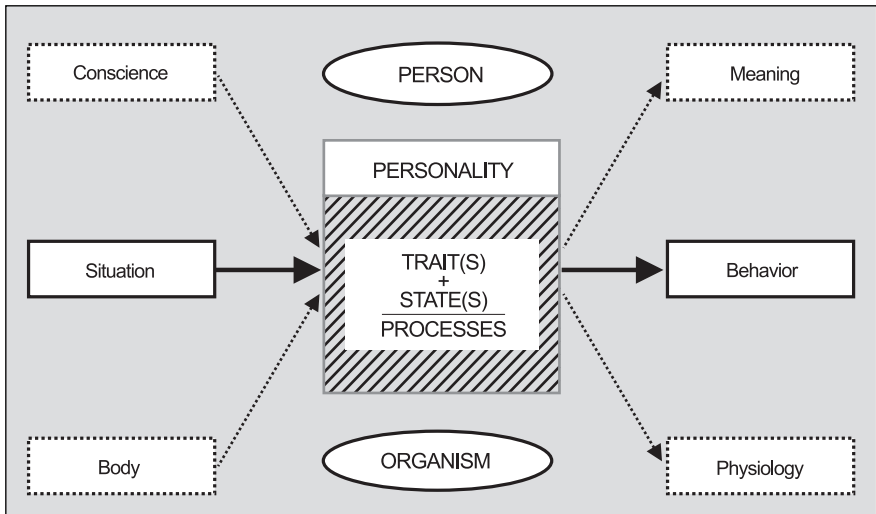 Conscience
PERSON
Meaning
PERSONALITY
Situation
TRAIT(S)
+
STATE(S)
PROCESSES
Behavior
Body
ORGANISM
Physiology